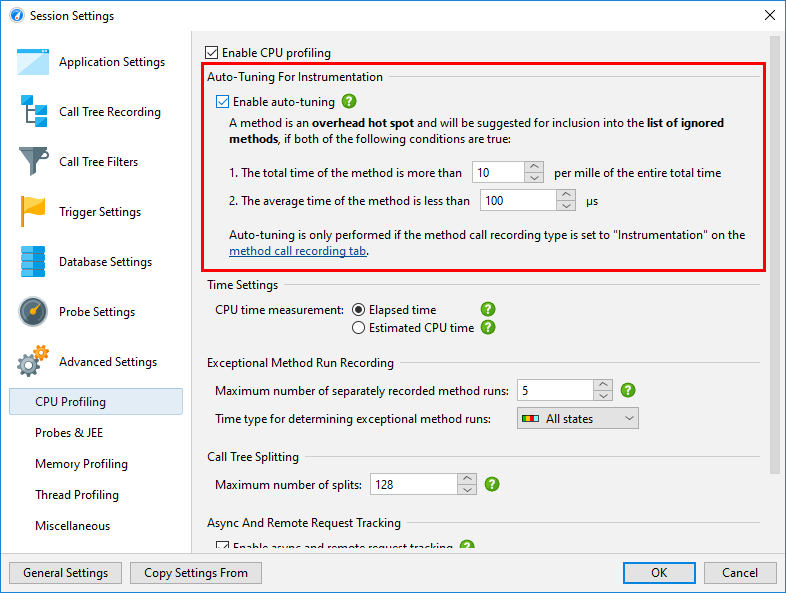 Session Settings
Application Settings
Call Tree Recording
Call Tree Filters
Trigger Settings
Database Settings
Probe Settings
Advanced Settings
CPU Profiling
Probes & JEE
Memory Profiling
Thread Profiling
Miscellaneous
Enable CPU profiling
Auto-Tuning For Instrumentation
Enable auto-tuning ?
A method is an overhead hot spot and will be suggested for inclusion into the list of ignored
methods, if both of the following conditions are true:
1. The total time of the method is more than 10 per mille of the entire total time
2. The average time of the method is less than 100 µs
Auto-tuning is only performed if the method call recording type is set to "Instrumentation" on the
method call recording tab.
Time Settings
CPU time measurement: Elapsed time ?
Estimated CPU time ?
Exceptional Method Run Recording
Maximum number of separately recorded method runs: 5 ?
Time type for determining exceptional method runs: All states
Call Tree Splitting
Maximum number of splits: 128 ?
Async And Remote Request Tracking
Enable async and remote request tracking ?
General Settings
Copy Settings From
OK
Cancel